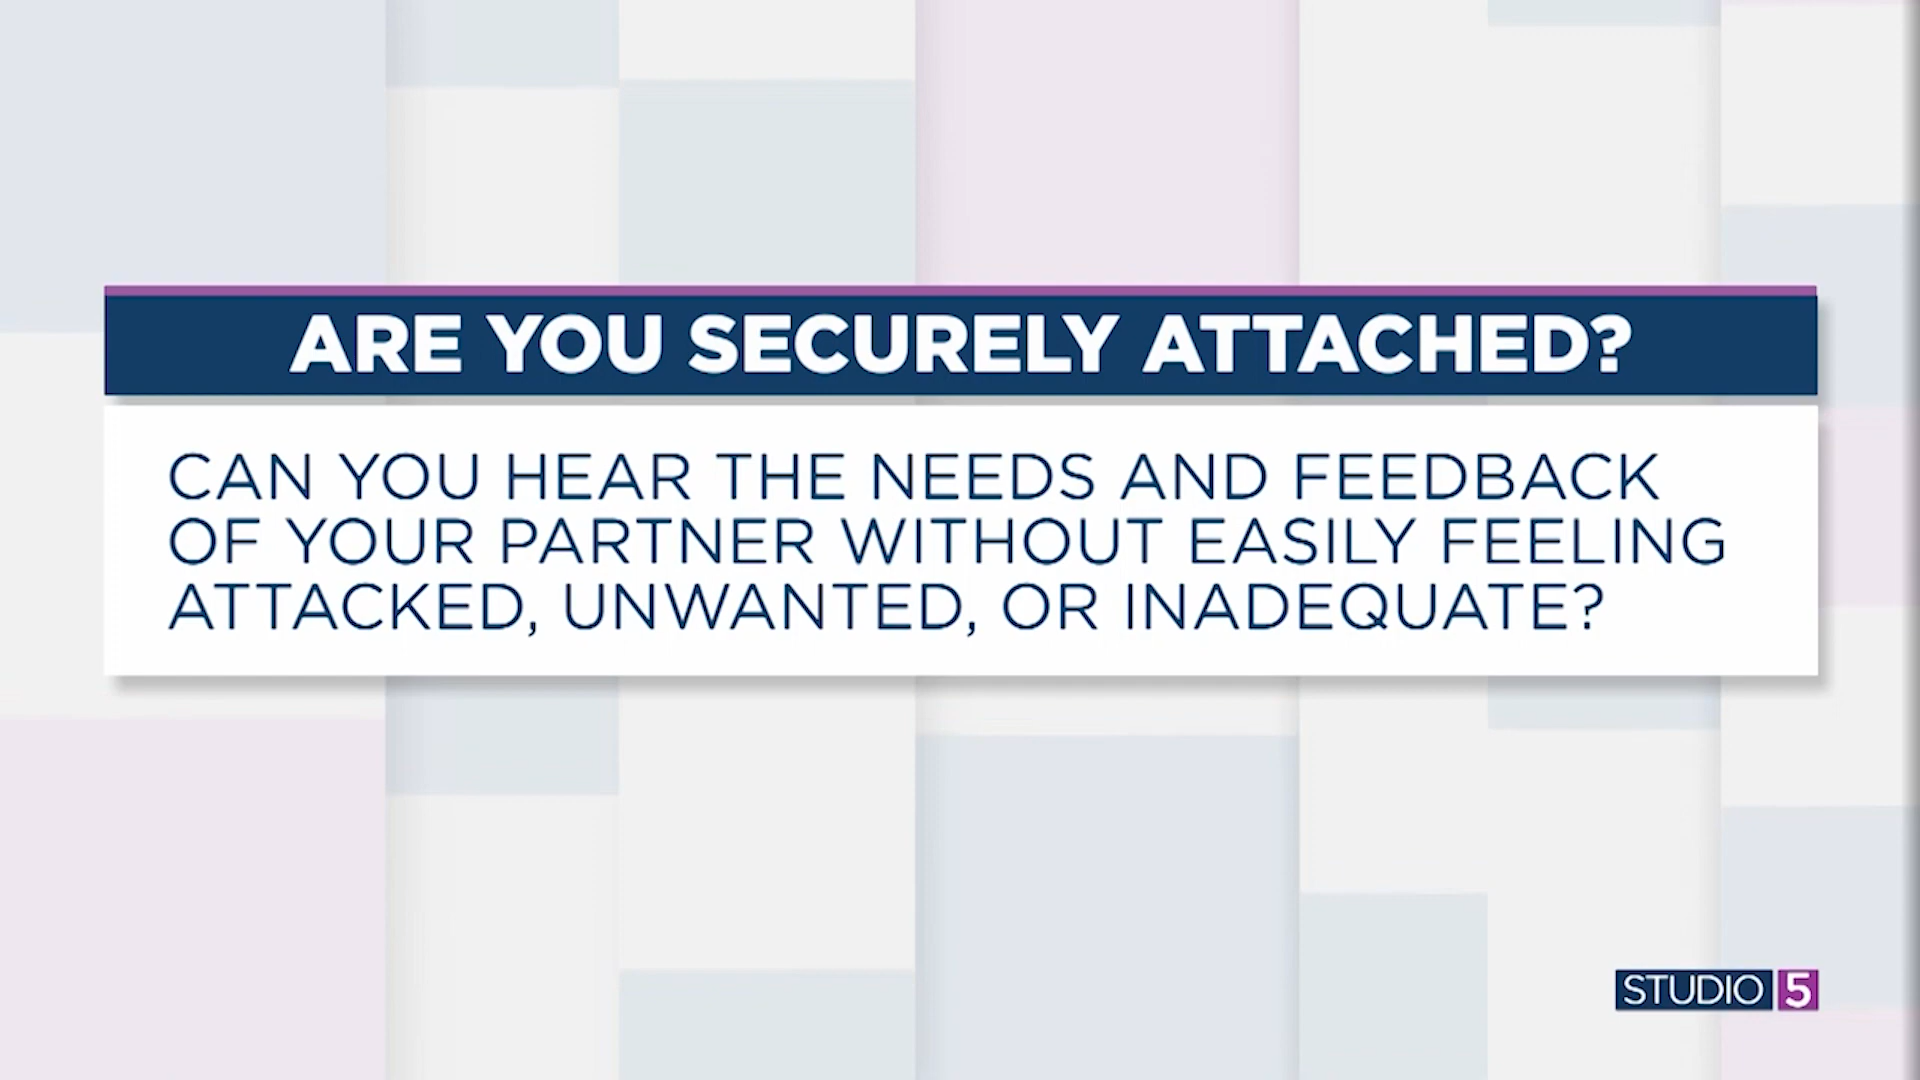 ARE YOU SECURELY ATTACHED?
CAN YOU HEAR THE NEEDS AND FEEDBACK
OF YOUR PARTNER WITHOUT EASILY FEELING
ATTACKED, UNWANTED, OR INADEQUATE?
STUDIO 5